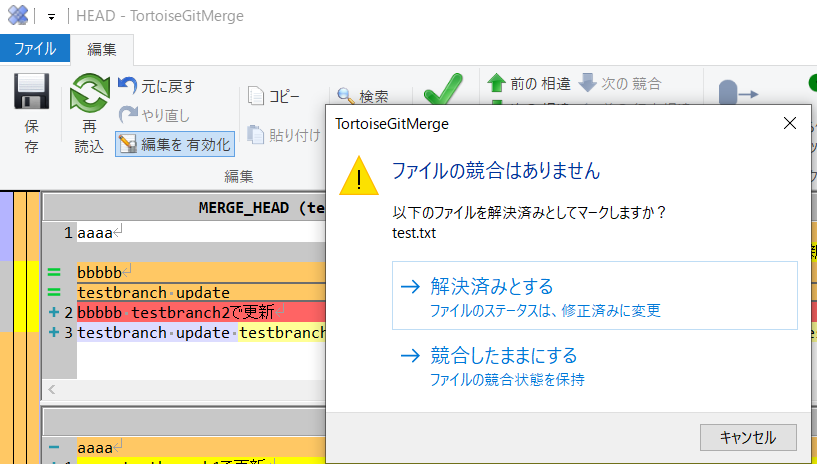 HEAD - TortoiseGitMerge
ファイル 編集
元に戻す
やり直し
編集を 有効化
保存
再読込
コピー
貼り付け
検索
前の 相違
次の 競合
編集
MERGE_HEAD (te
1 aaaa
= bbbbb
= testbranch update
+ 2 bbbbb testbranch2で更新
+ 3 testbranch update testbranch
- aaaa
TortoiseGitMerge
ファイルの競合はありません
以下のファイルを解決済みとしてマークしますか？
test.txt
解決済みとする
ファイルのステータスは、修正済みに変更
競合したままにする
ファイルの競合状態を保持
キャンセル